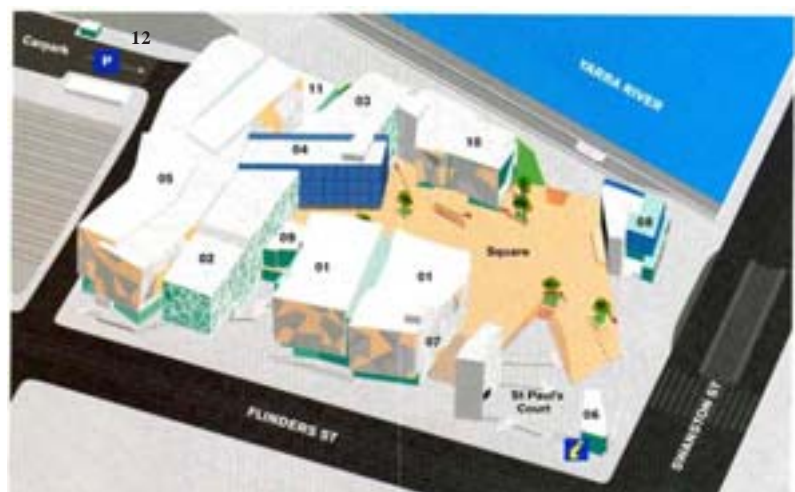 12
Carpark
P
YARRA RIVER
11
03
10
04
05
08
Square
09
02
01
01
07
St Paul's
Court
06
i
FLINDERS ST
SWANSTON ST